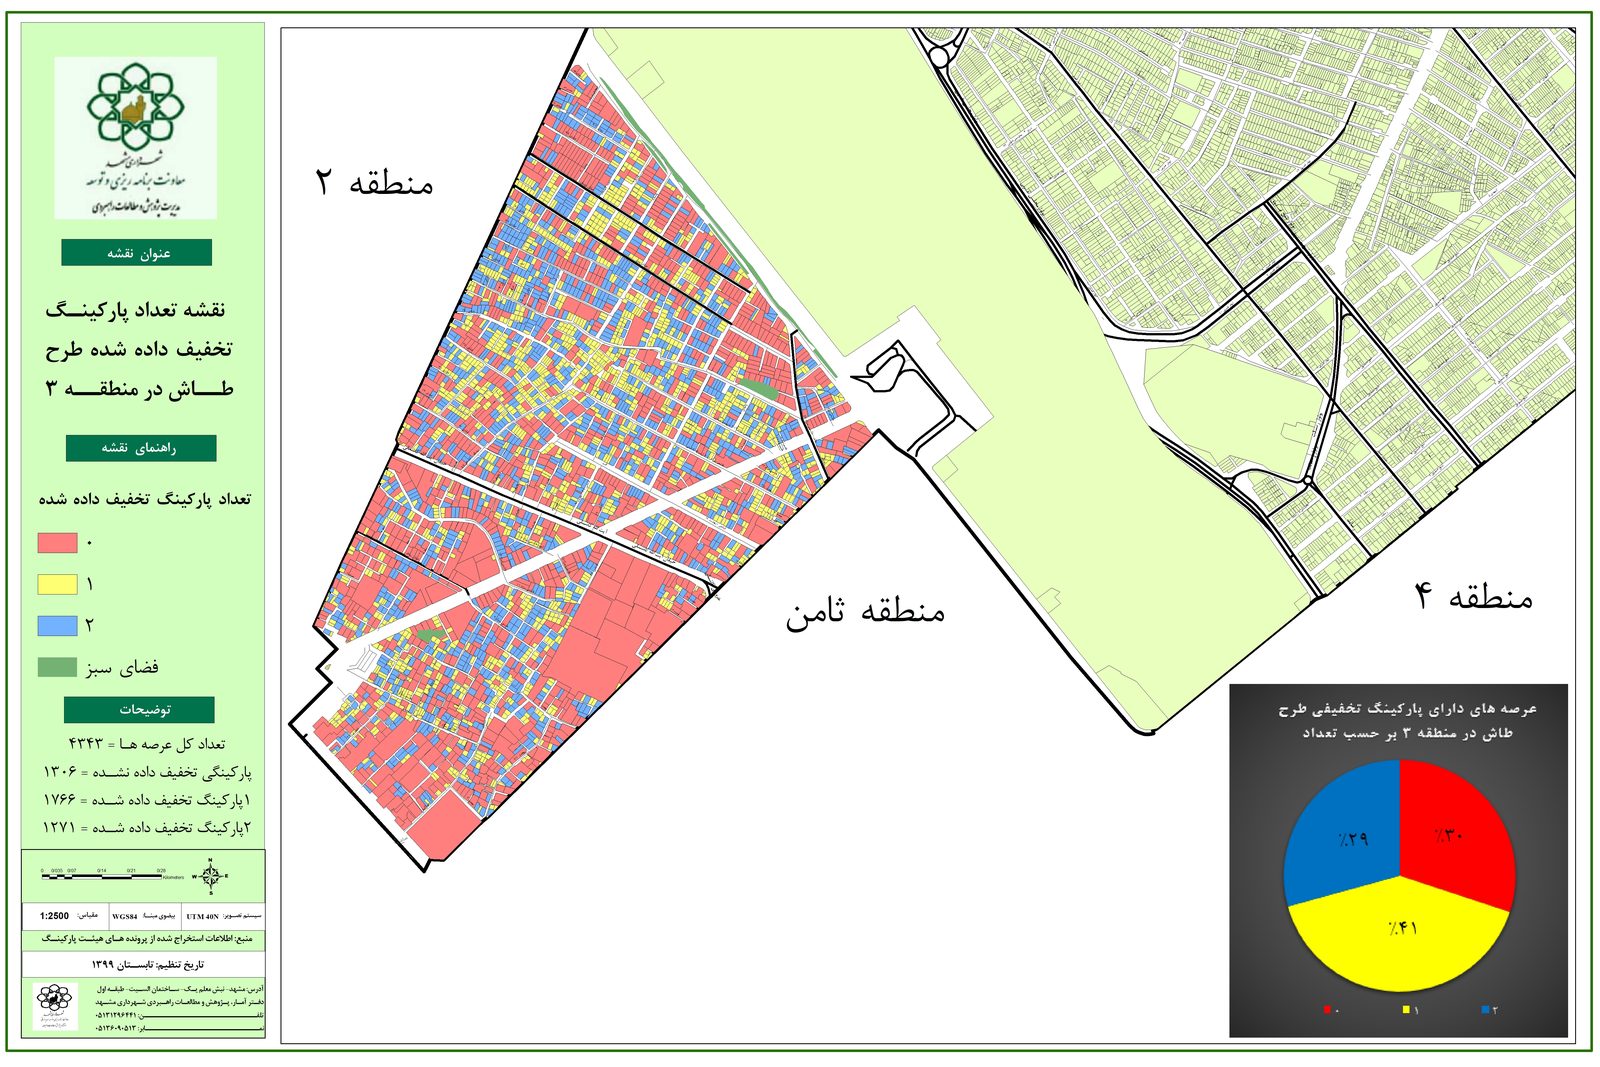 شهرداری مشهد
معاونت برنامه ریزی و توسعه
مدیریت پژوهش و مطالعات راهبردی
عنوان نقشه
نقشه تعداد پارکینگ
تخفیف داده شده طرح
طاش در منطقه ۳
راهنمای نقشه
تعداد پارکینگ تخفیف داده شده
۰
۱
۲
فضای سبز
توضیحات
تعداد کل عرصه ها = ۴۳۴۳
پارکینگی تخفیف داده نشده = ۱۳۰۶
۱پارکینگ تخفیف داده شده = ۱۷۶۶
۲پارکینگ تخفیف داده شده = ۱۲۷۱
N
W E
S
0 0/035 0/07 0/14 0/21 0/28
Kilometers
سیستم تصویر: UTM 40N بیضوی مبنا: WGS84 مقیاس: 1:2500
منبع: اطلاعات استخراج شده از پرونده های هیئت پارکینگ
تاریخ تنظیم: تابستان ۱۳۹۹
آدرس: مشهد - نبش معلم یک - ساختمان المبیت - طبقه اول
دفتر آمار، پژوهش و مطالعات راهبردی شهرداری مشهد
تلفن: ۰۵۱۳۱۲۹۶۴۴۱
نمابر: ۰۵۱۳۶۰۹۰۵۱۳
منطقه ۲
منطقه ثامن
منطقه ۴
عرصه های دارای پارکینگ تخفیفی طرح
طاش در منطقه ۳ بر حسب تعداد
٪۳۰
٪۲۹
٪۴۱
۰ ۱ ۲